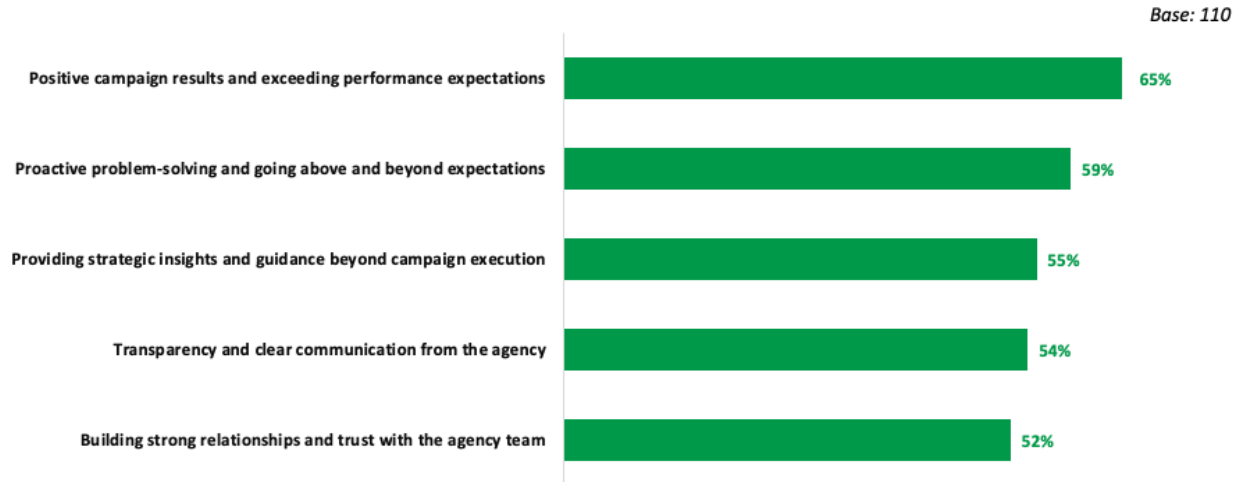 Base: 110
Positive campaign results and exceeding performance expectations 65%
Proactive problem-solving and going above and beyond expectations 59%
Providing strategic insights and guidance beyond campaign execution 55%
Transparency and clear communication from the agency 54%
Building strong relationships and trust with the agency team 52%